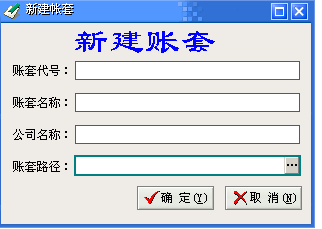 新建帐套
新建账套
账套代号：
账套名称：
公司名称：
账套路径：
...
确 定(Y) 取 消(N)